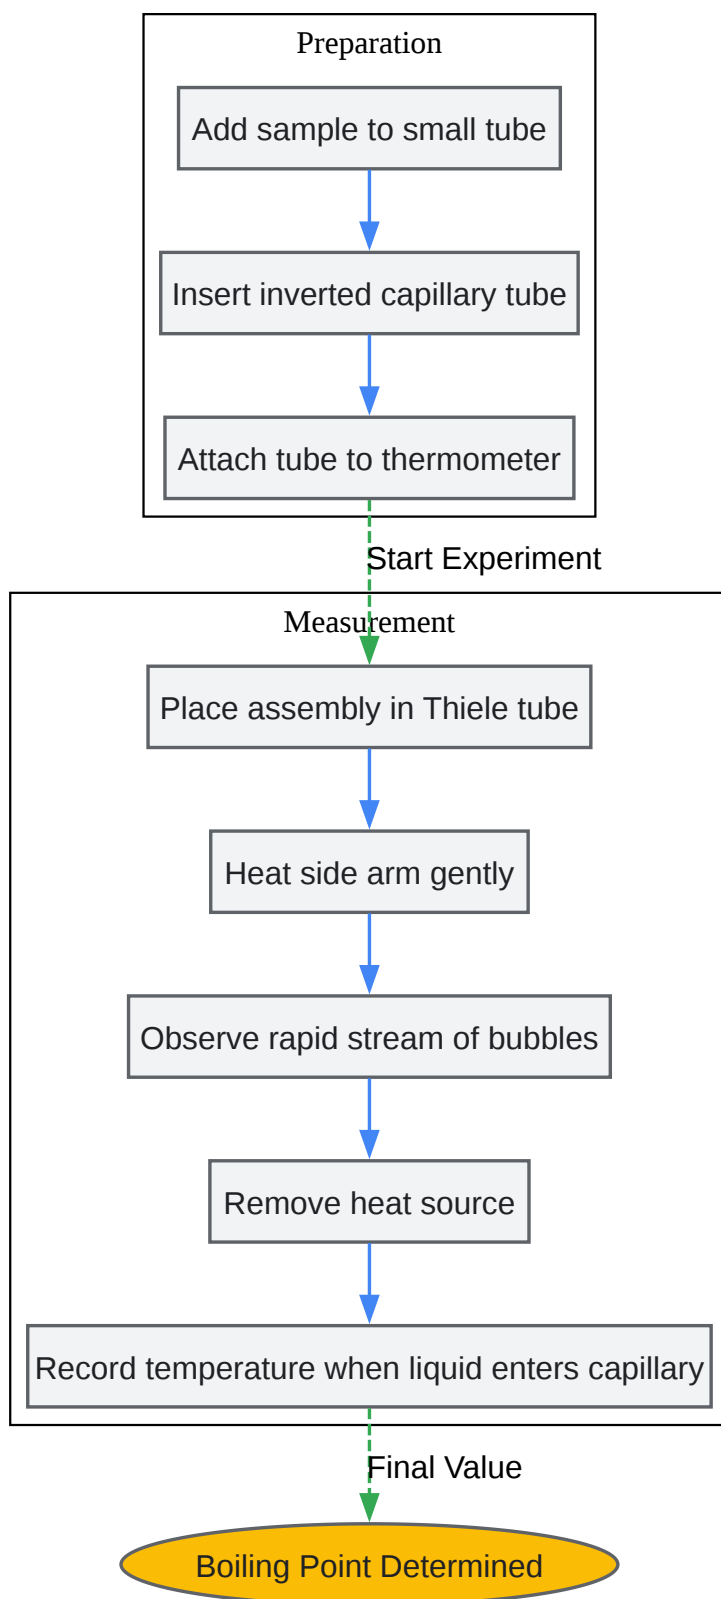 Preparation
Add sample to small tube
Insert inverted capillary tube
Attach tube to thermometer
Start Experiment
Measurement
Place assembly in Thiele tube
Heat side arm gently
Observe rapid stream of bubbles
Remove heat source
Record temperature when liquid enters capillary
Final Value
Boiling Point Determined